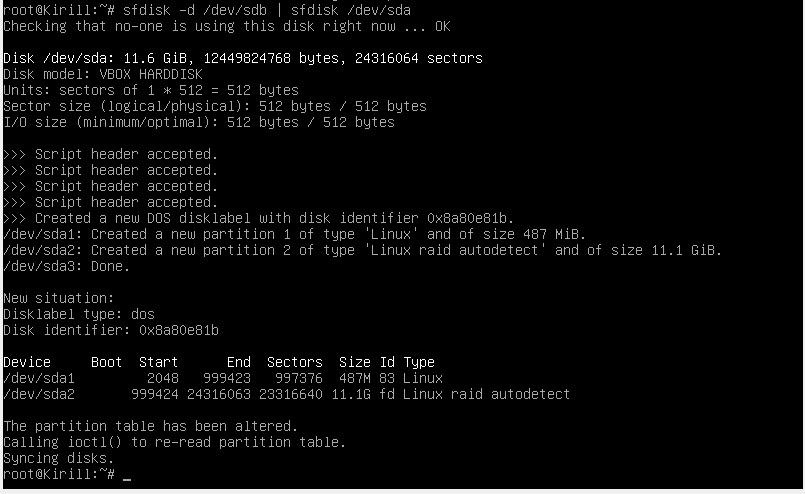 root@Kirill:~# sfdisk -d /dev/sdb | sfdisk /dev/sda
Checking that no-one is using this disk right now ... OK
Disk /dev/sda: 11.6 GiB, 12449824768 bytes, 24316064 sectors
Disk model: VBOX HARDDISK
Units: sectors of 1 * 512 = 512 bytes
Sector size (logical/physical): 512 bytes / 512 bytes
I/O size (minimum/optimal): 512 bytes / 512 bytes
>>> Script header accepted.
>>> Script header accepted.
>>> Script header accepted.
>>> Script header accepted.
>>> Created a new DOS disklabel with disk identifier 0x8a80e81b.
/dev/sda1: Created a new partition 1 of type 'Linux' and of size 487 MiB.
/dev/sda2: Created a new partition 2 of type 'Linux raid autodetect' and of size 11.1 GiB.
/dev/sda3: Done.
New situation:
Disklabel type: dos
Disk identifier: 0x8a80e81b
Device     Boot  Start      End  Sectors  Size Id Type
/dev/sda1         2048   999423   997376  487M 83 Linux
/dev/sda2       999424 24316063 23316640 11.1G fd Linux raid autodetect
The partition table has been altered.
Calling ioctl() to re-read partition table.
Syncing disks.
root@Kirill:~# _